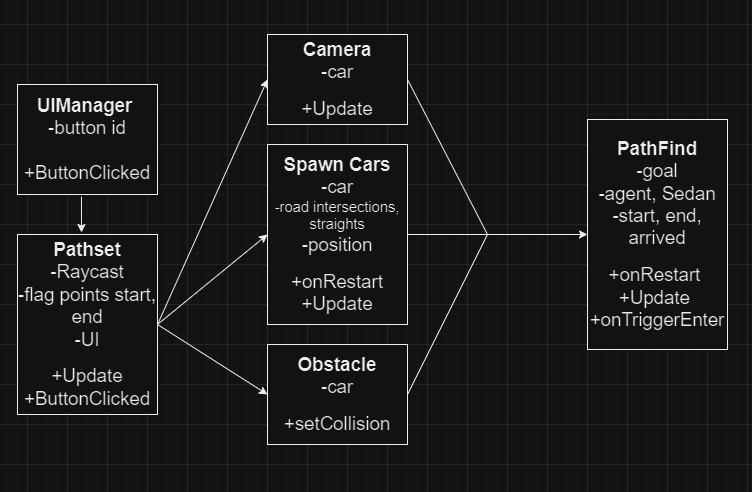 UIManager
-button id
+ButtonClicked
Pathset
-Raycast
-flag points start,
end
-UI
+Update
+ButtonClicked
Camera
-car
+Update
Spawn Cars
-car
-road intersections,
straights
-position
+onRestart
+Update
Obstacle
-car
+setCollision
PathFind
-goal
-agent, Sedan
-start, end,
arrived
+onRestart
+Update
+onTriggerEnter